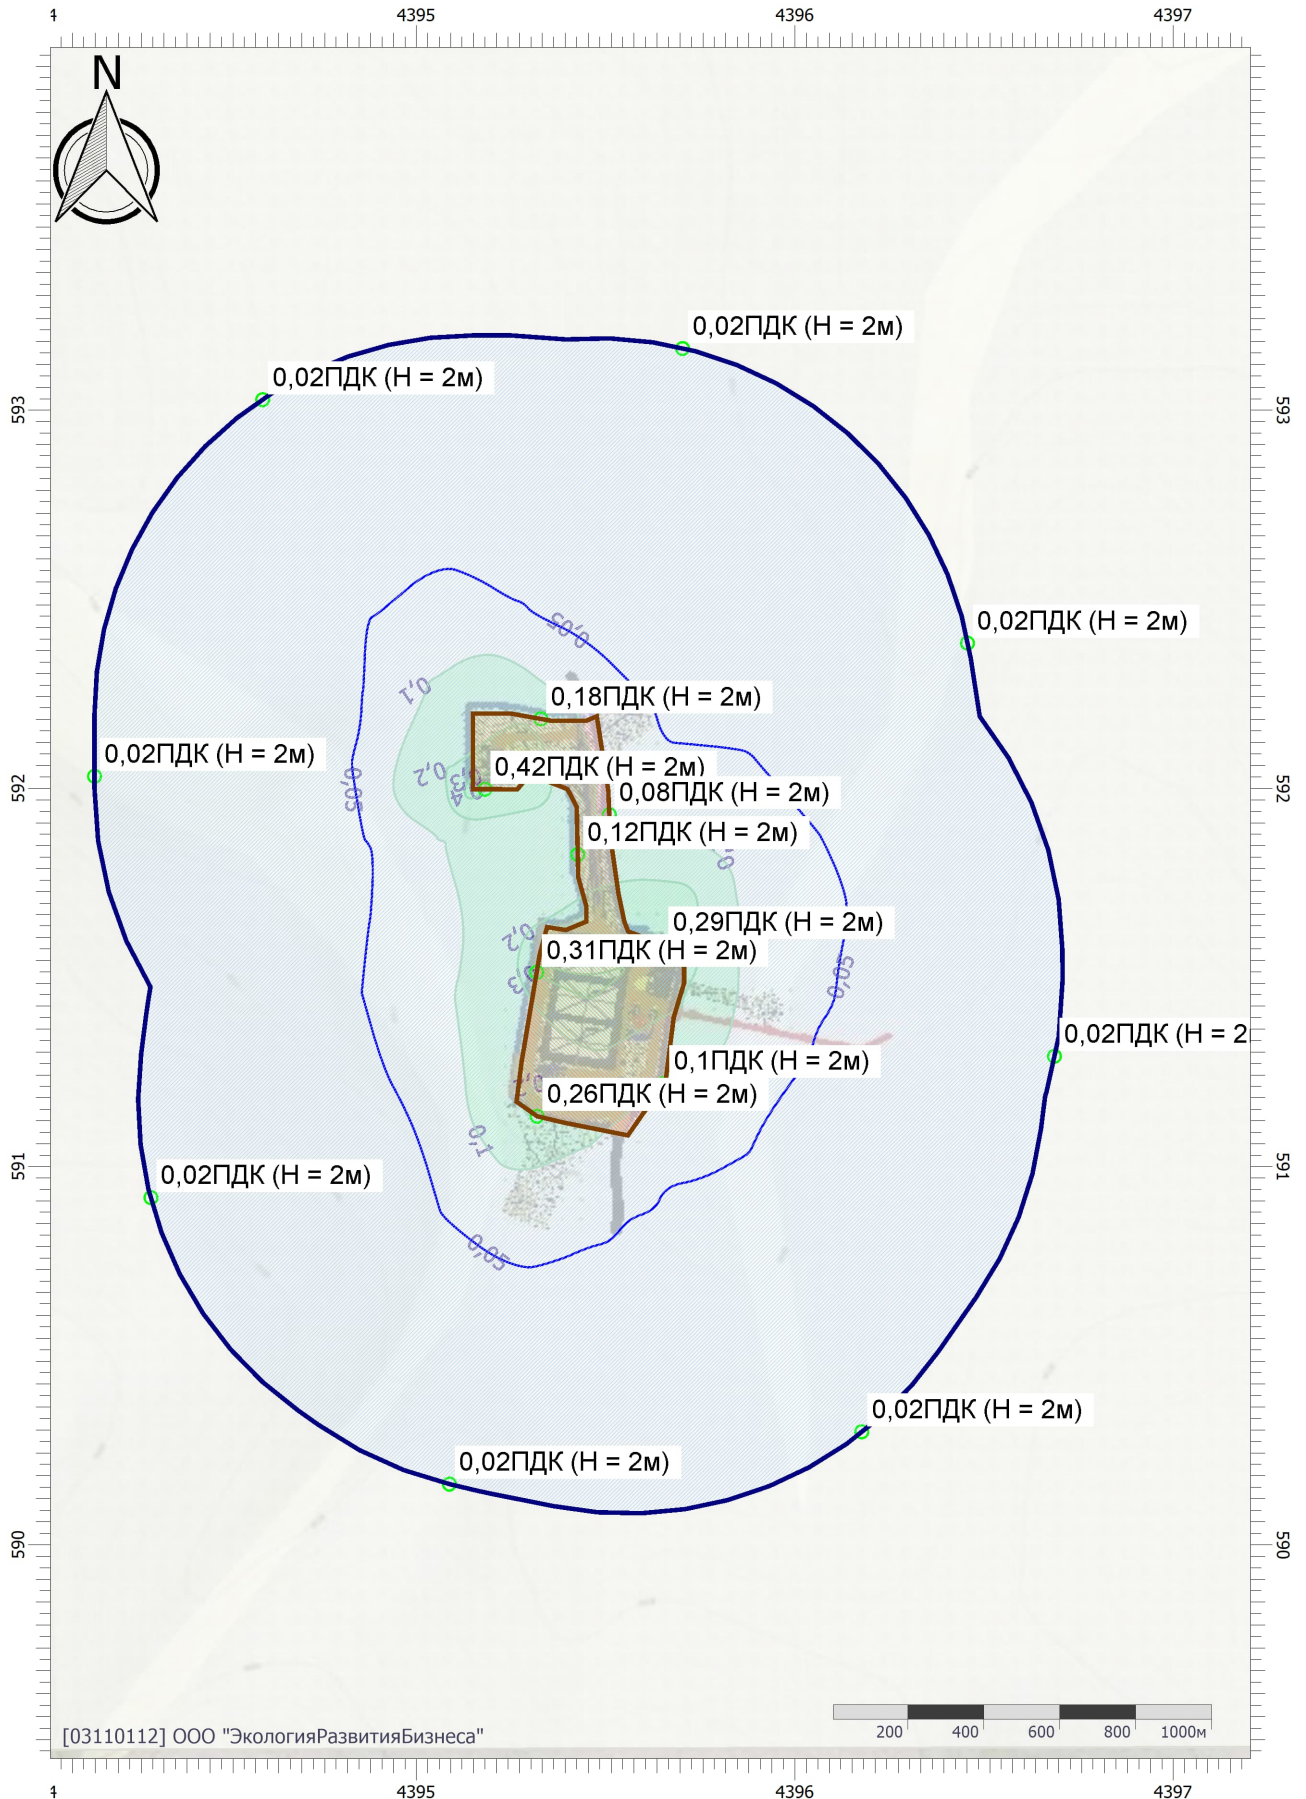 4395
4396
4397
N
0,02ПДК (Н = 2м)
0,02ПДК (Н = 2м)
593
593
0,02ПДК (Н = 2м)
0,05
0,1
0,18ПДК (Н = 2м)
0,02ПДК (Н = 2м)
0,42ПДК (Н = 2м)
0,2
0,05
592
592
0,08ПДК (Н = 2м)
0,12ПДК (Н = 2м)
0,29ПДК (Н = 2м)
0,2
0,31ПДК (Н = 2м)
0,3
0,05
0,02ПДК (Н = 2
0,1ПДК (Н = 2м)
0,26ПДК (Н = 2м)
0,1
591
591
0,02ПДК (Н = 2м)
0,05
0,02ПДК (Н = 2м)
0,02ПДК (Н = 2м)
590
590
200 400 600 800 1000м
[03110112] ООО "ЭкологияРазвитияБизнеса"
4395
4396
4397